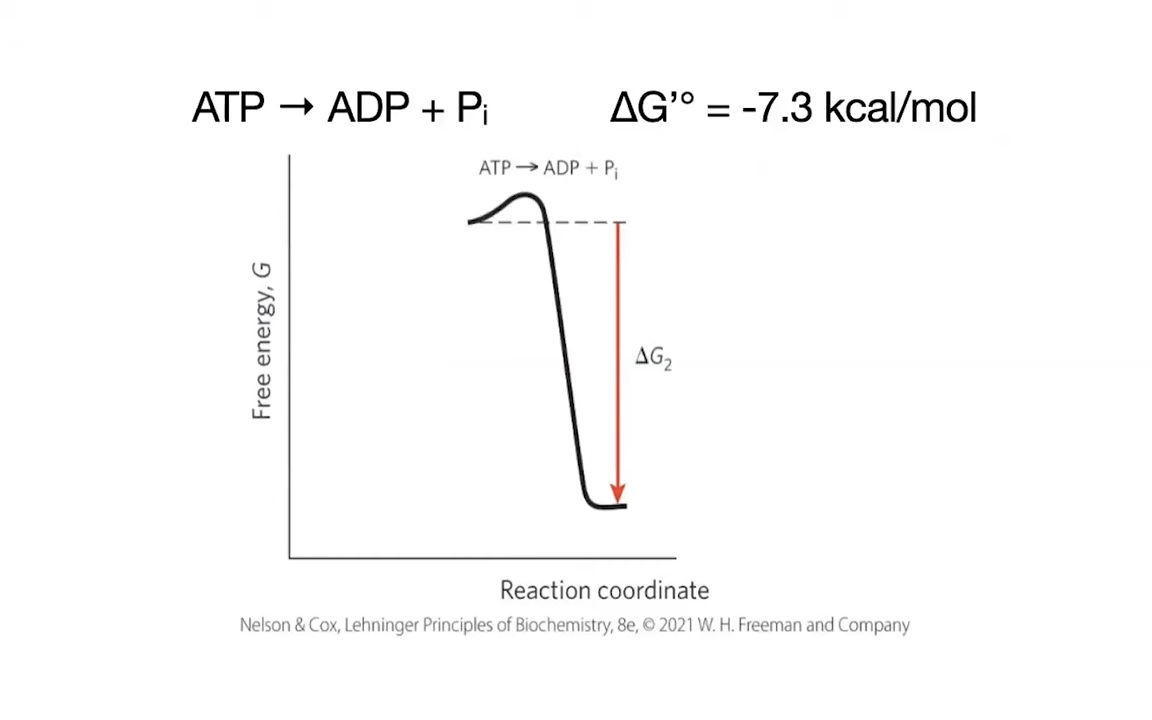 ATP → ADP + Pᵢ ΔG’° = -7.3 kcal/mol
ATP → ADP + Pᵢ
Free energy, G
ΔG₂
Reaction coordinate
Nelson & Cox, Lehninger Principles of Biochemistry, 8e, © 2021 W. H. Freeman and Company